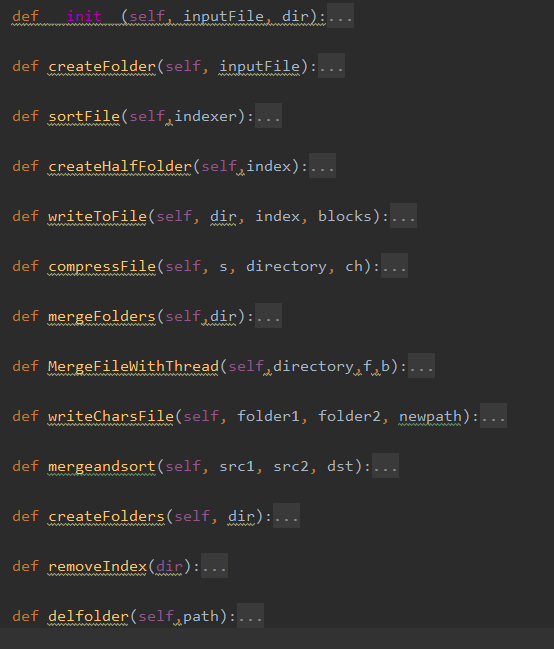 def __init__(self, inputFile, dir):...
def createFolder(self, inputFile):...
def sortFile(self,indexer):...
def createHalfFolder(self,index):...
def writeToFile(self, dir, index, blocks):...
def compressFile(self, s, directory, ch):...
def mergeFolders(self,dir):...
def MergeFileWithThread(self,directory,f,b):...
def writeCharsFile(self, folder1, folder2, newpath):...
def mergeandsort(self, src1, src2, dst):...
def createFolders(self, dir):...
def removeIndex(dir):...
def delfolder(self,path):...